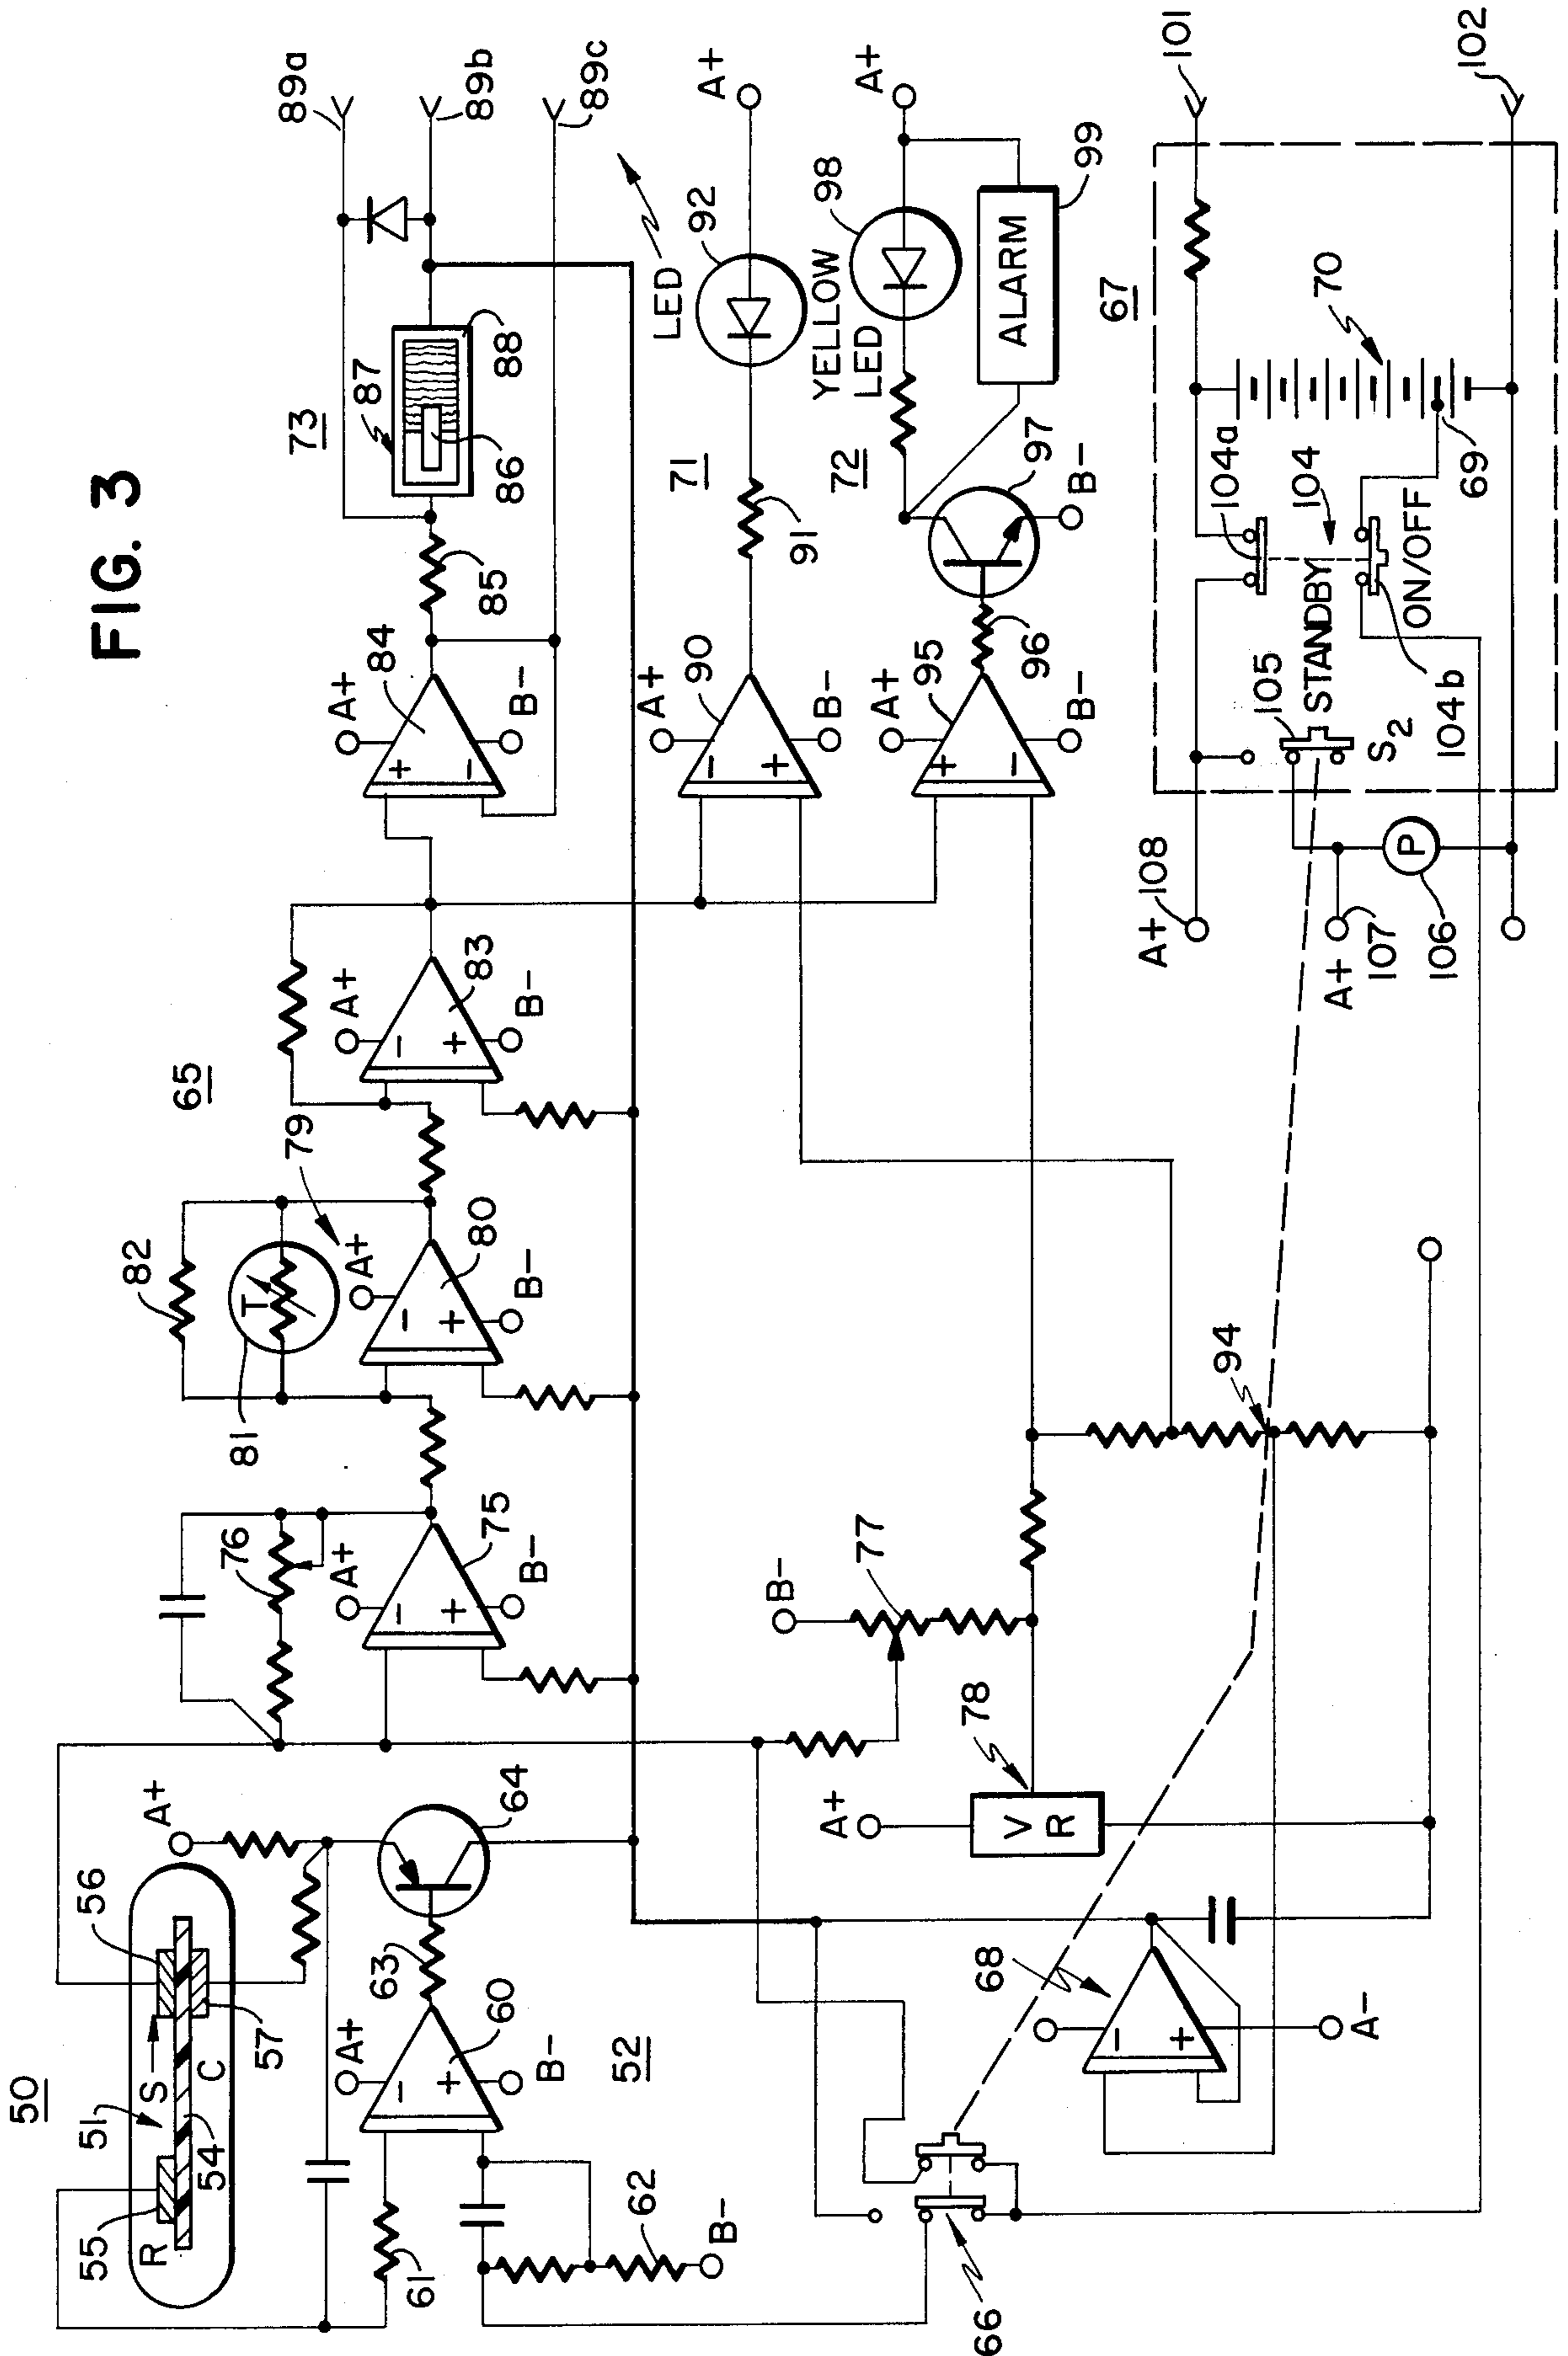 FIG. 3
50
51
S
56
A+
R
55
54
C
57
61
62
B-
A+
60
B-
63
64
52
66
76
A+
75
B-
81
82
T
79
A+
80
B-
65
A+
83
B-
A+
84
B-
85
73
87
86
88
89a
89b
89c
LED
A+
90
B-
71
91
92
A+
A+
95
B-
96
72
97
B-
YELLOW
LED
98
A+
ALARM
99
B-
77
78
A+
V
R
68
A-
94
67
70
69
104a
104
STANDBY
105
S2
104b
ON/OFF
101
102
A+
108
A+
107
106
P